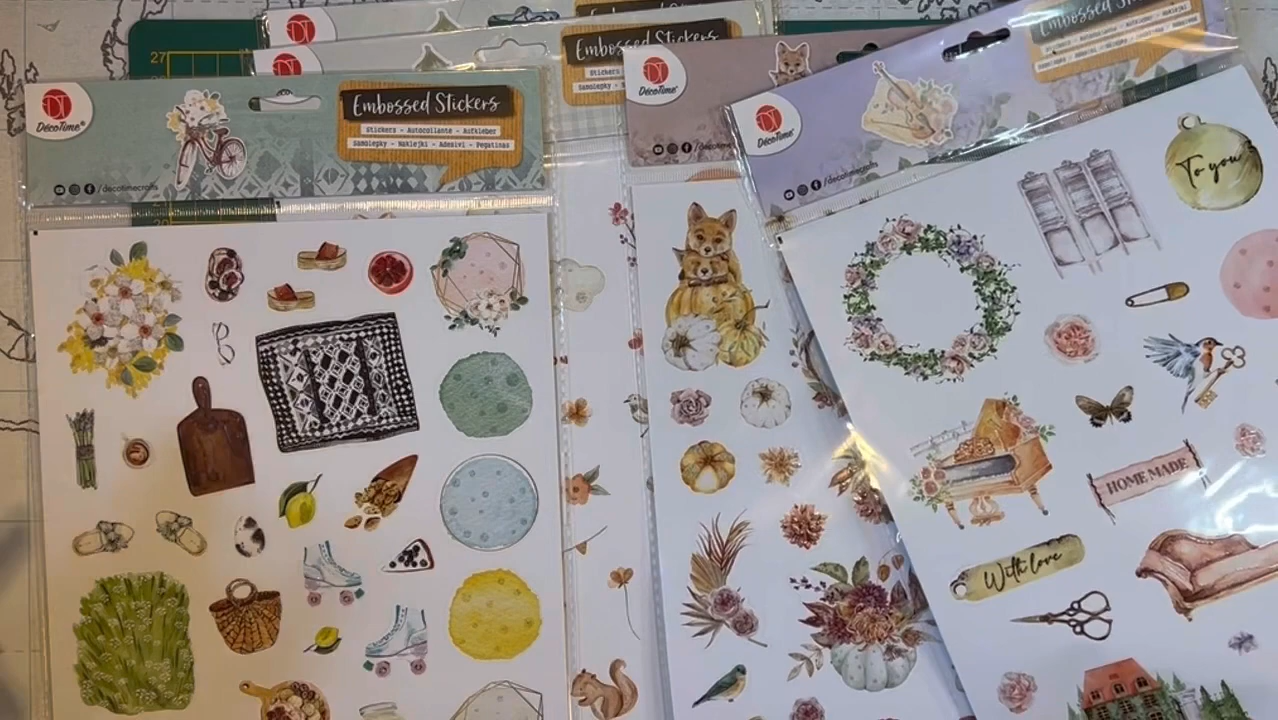 27
DécoTime®
Embossed Stickers
Stickers - Autocollants - Aufkleber
Samolepky - Naklejki - Adesivi - Pegatinas
/decotimecrafts
Embossed Stickers
Stickers
Samolepky - N
DécoTime®
DécoTime®
/decotimecrafts
Embossed
To you
HOME MADE
With love